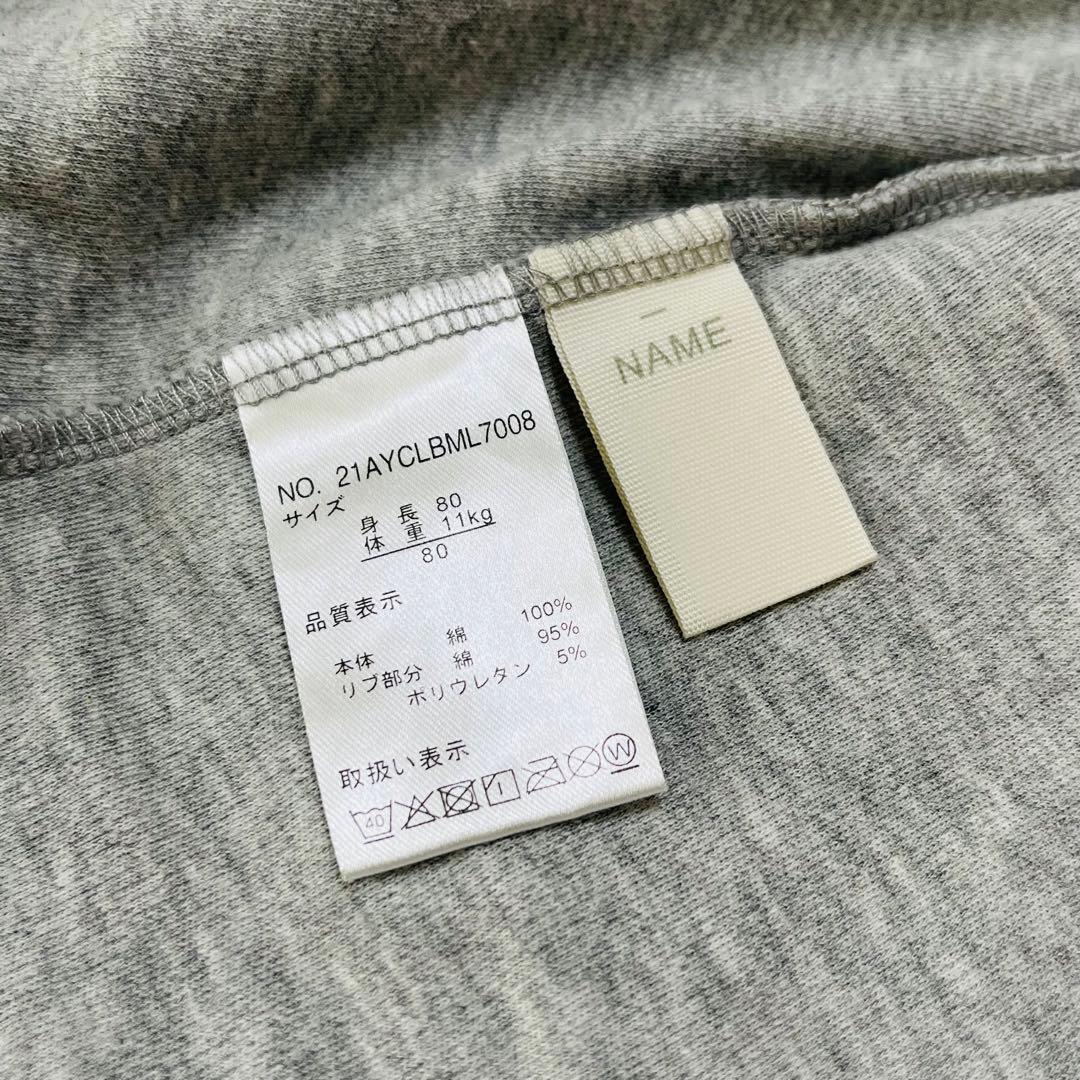 NO. 21AYCLBML7008
サイズ
身長 80
体重 11kg
80
品質表示
本体 綿 100%
リブ部分 綿 95%
ポリウレタン 5%
取扱い表示
40 W
NAME